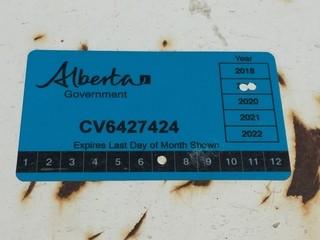 Alberta
Government
Year
2018
2020
2021
2022
CV6427424
Expires Last Day of Month Shown
1 2 3 4 5 6 8 9 10 11 12